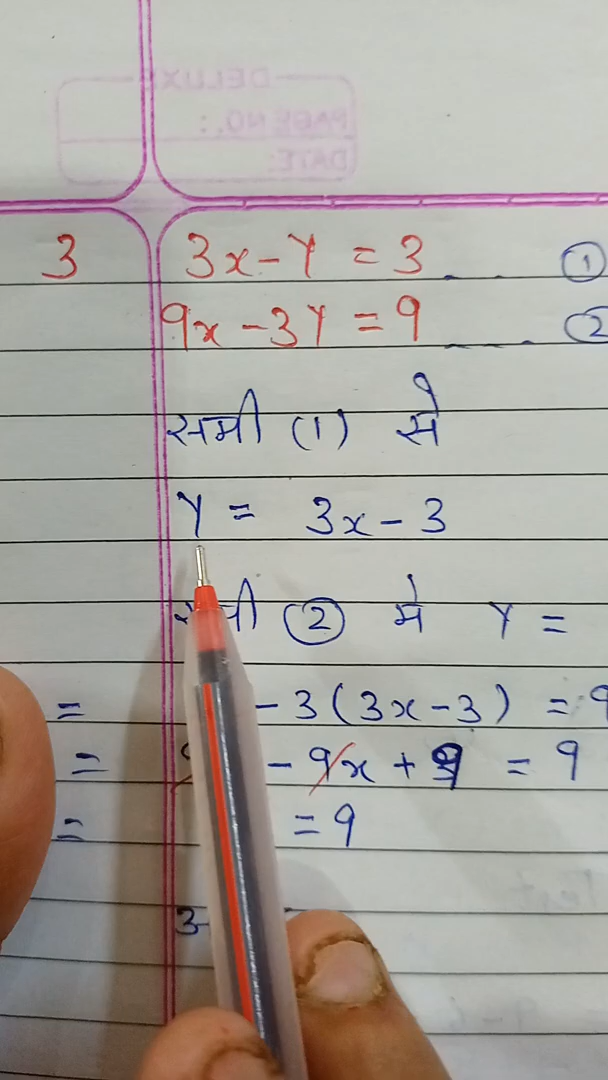 DELUXE
PAGE NO.:
DATE:
3 3x - y = 3 ... (1)
9x - 3y = 9 ... (2)
समी (1) से
y = 3x - 3
(2) मे y =
= - 3(3x - 3) = 9
= - 9x + 9 = 9
= = 9
3